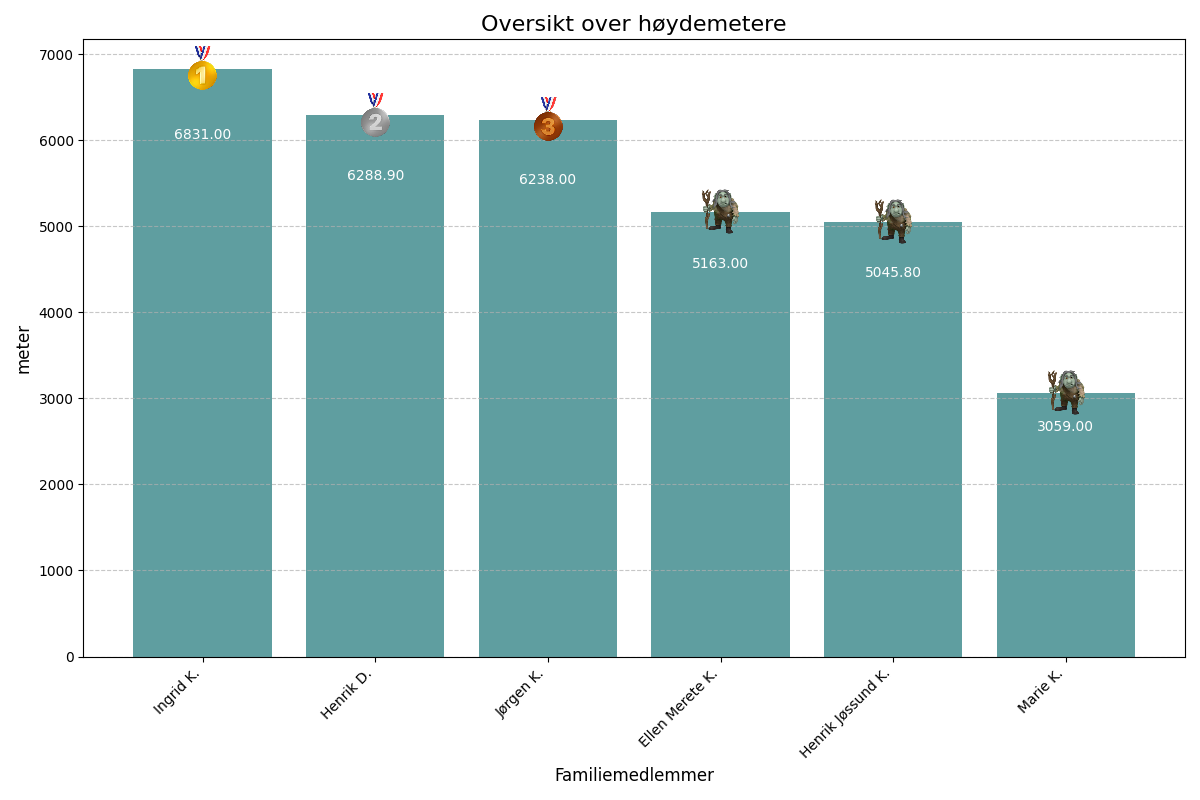 Oversikt over høydemetere
meter
7000
6000
5000
4000
3000
2000
1000
0
1
2
3
6831.00
6288.90
6238.00
5163.00
5045.80
3059.00
Ingrid K.
Henrik D.
Jørgen K.
Ellen Merete K.
Henrik Jøssund K.
Marie K.
Familiemedlemmer